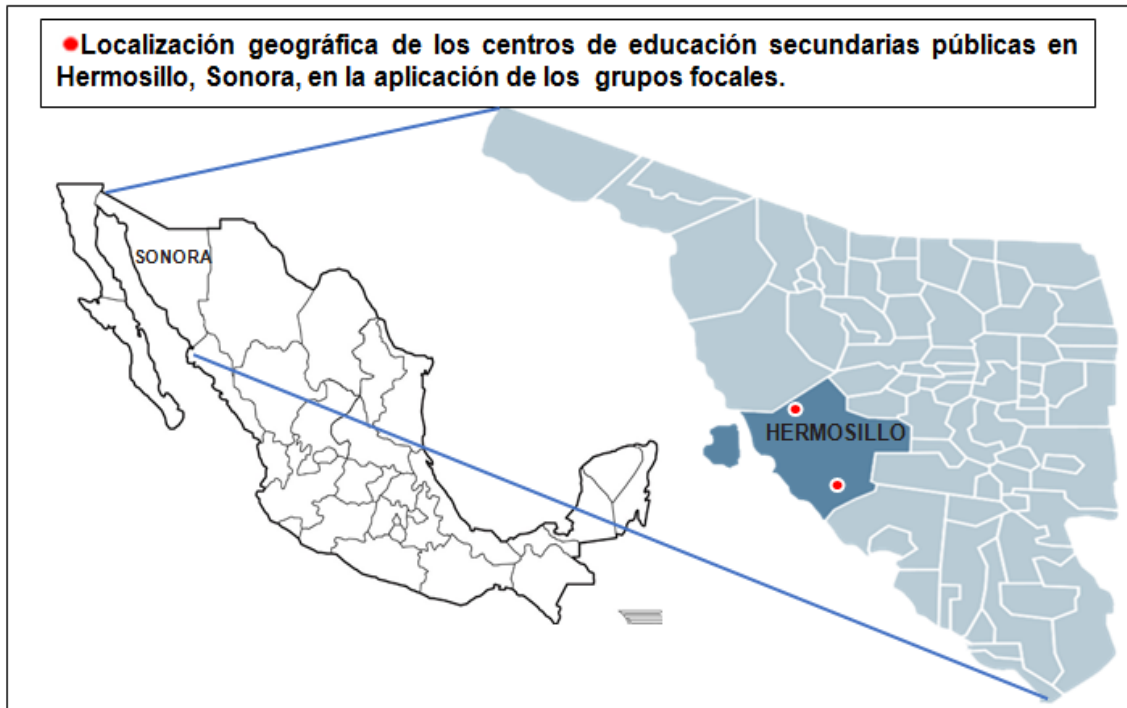 Localización geográfica de los centros de educación secundarias públicas en
Hermosillo, Sonora, en la aplicación de los grupos focales.
SONORA
HERMOSILLO